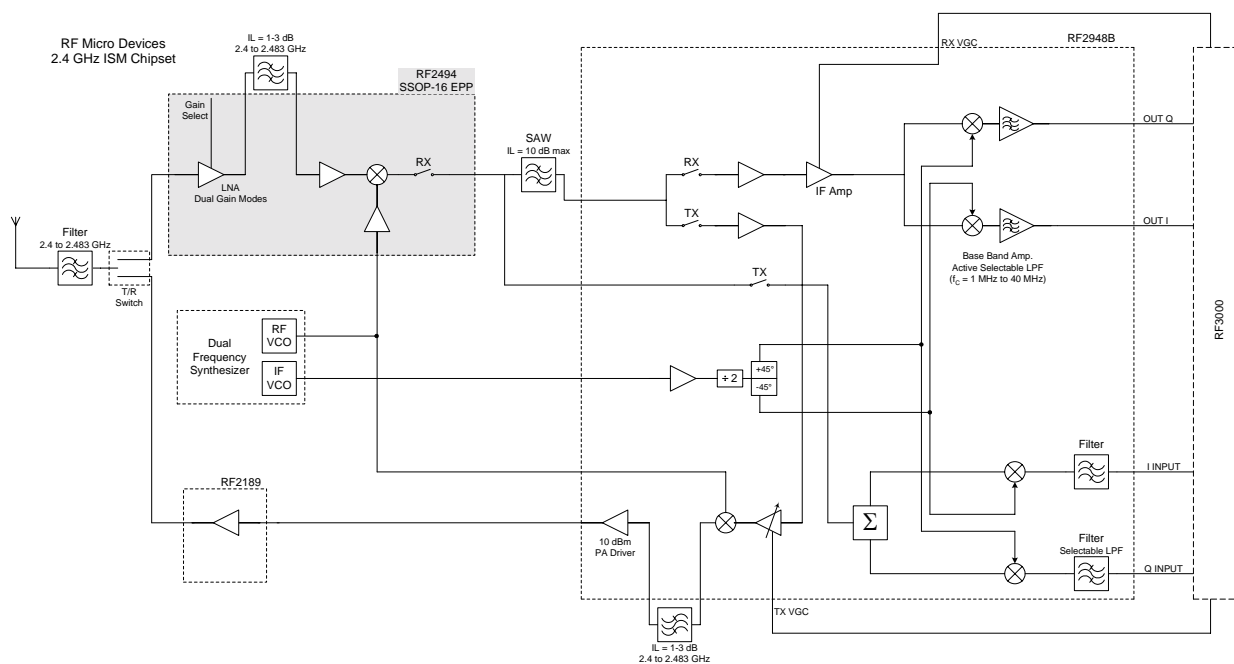 RF Micro Devices
2.4 GHz ISM Chipset
IL = 1-3 dB
2.4 to 2.483 GHz
RF2494
SSOP-16 EPP
Gain
Select
LNA
Dual Gain Modes
RX
SAW
IL = 10 dB max
RF2948B
RX VGC
RX
IF Amp
TX
OUT Q
OUT I
Base Band Amp.
Active Selectable LPF
(fC = 1 MHz to 40 MHz)
Filter
2.4 to 2.483 GHz
T/R
Switch
TX
RF3000
Dual
Frequency
Synthesizer
RF
VCO
IF
VCO
÷ 2
+45°
-45°
Filter
I INPUT
RF2189
Σ
10 dBm
PA Driver
Filter
Selectable LPF
Q INPUT
TX VGC
IL = 1-3 dB
2.4 to 2.483 GHz